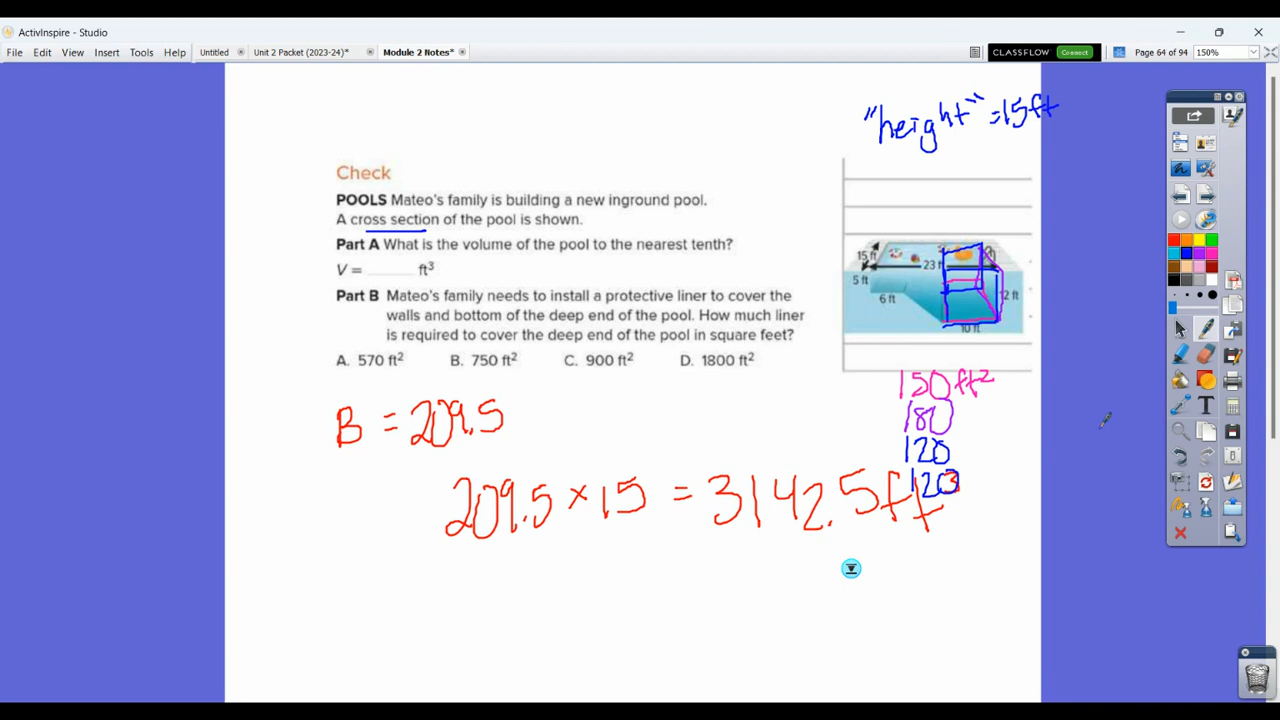 ActivInspire - Studio
File Edit View Insert Tools Help
Untitled
Unit 2 Packet (2023-24)*
Module 2 Notes*
CLASSFLOW Connect
Page 64 of 94
150%
"height" = 15ft
Check
POOLS Mateo's family is building a new inground pool.
A cross section of the pool is shown.
Part A What is the volume of the pool to the nearest tenth?
V = ft³
Part B Mateo's family needs to install a protective liner to cover the
walls and bottom of the deep end of the pool. How much liner
is required to cover the deep end of the pool in square feet?
A. 570 ft² B. 750 ft² C. 900 ft² D. 1800 ft²
15 ft
23 ft
5 ft
6 ft
12 ft
10 ft
150 ft²
180
120
120
B = 209.5
209.5 × 15 = 3142.5 ft³